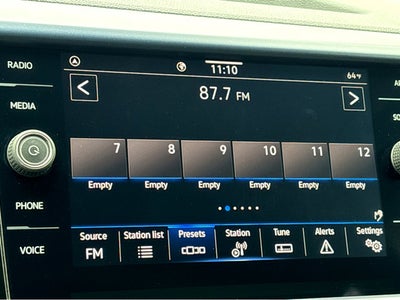 RADIO
MEDIA
PHONE
VOICE
11:10
64°F
87.7 FM
7 8 9 10 11 12
Empty Empty Empty Empty Empty Empty
Source Station list Presets Station Tune Alerts Settings
FM